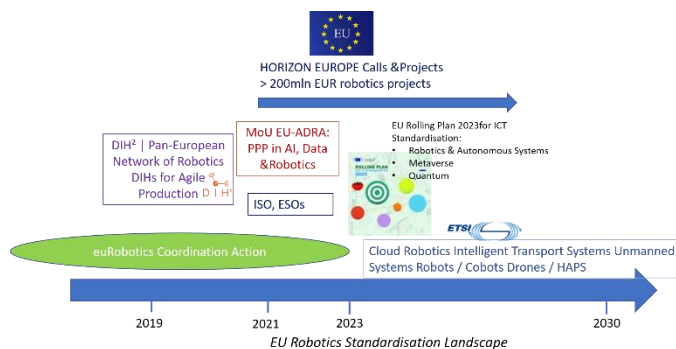 EU
HORIZON EUROPE Calls &Projects
> 200mln EUR robotics projects
DIH² | Pan-European
Network of Robotics
DIHs for Agile
Production
DIH²
MoU EU-ADRA:
PPP in AI, Data
&Robotics
ISO, ESOs
EU Rolling Plan 2023for ICT
Standardisation:
• Robotics & Autonomous Systems
• Metaverse
• Quantum
ROLLING PLAN
ETSI
euRobotics Coordination Action
Cloud Robotics Intelligent Transport Systems Unmanned
Systems Robots / Cobots Drones / HAPS
2019
2021
2023
2030
EU Robotics Standardisation Landscape